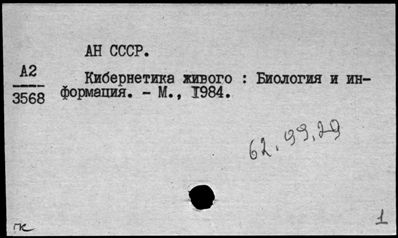 АН СССР.
А2
3568
Кибернетика живого : Биология и ин-
формация. – М., 1984.
62, 99, 29
пк
1